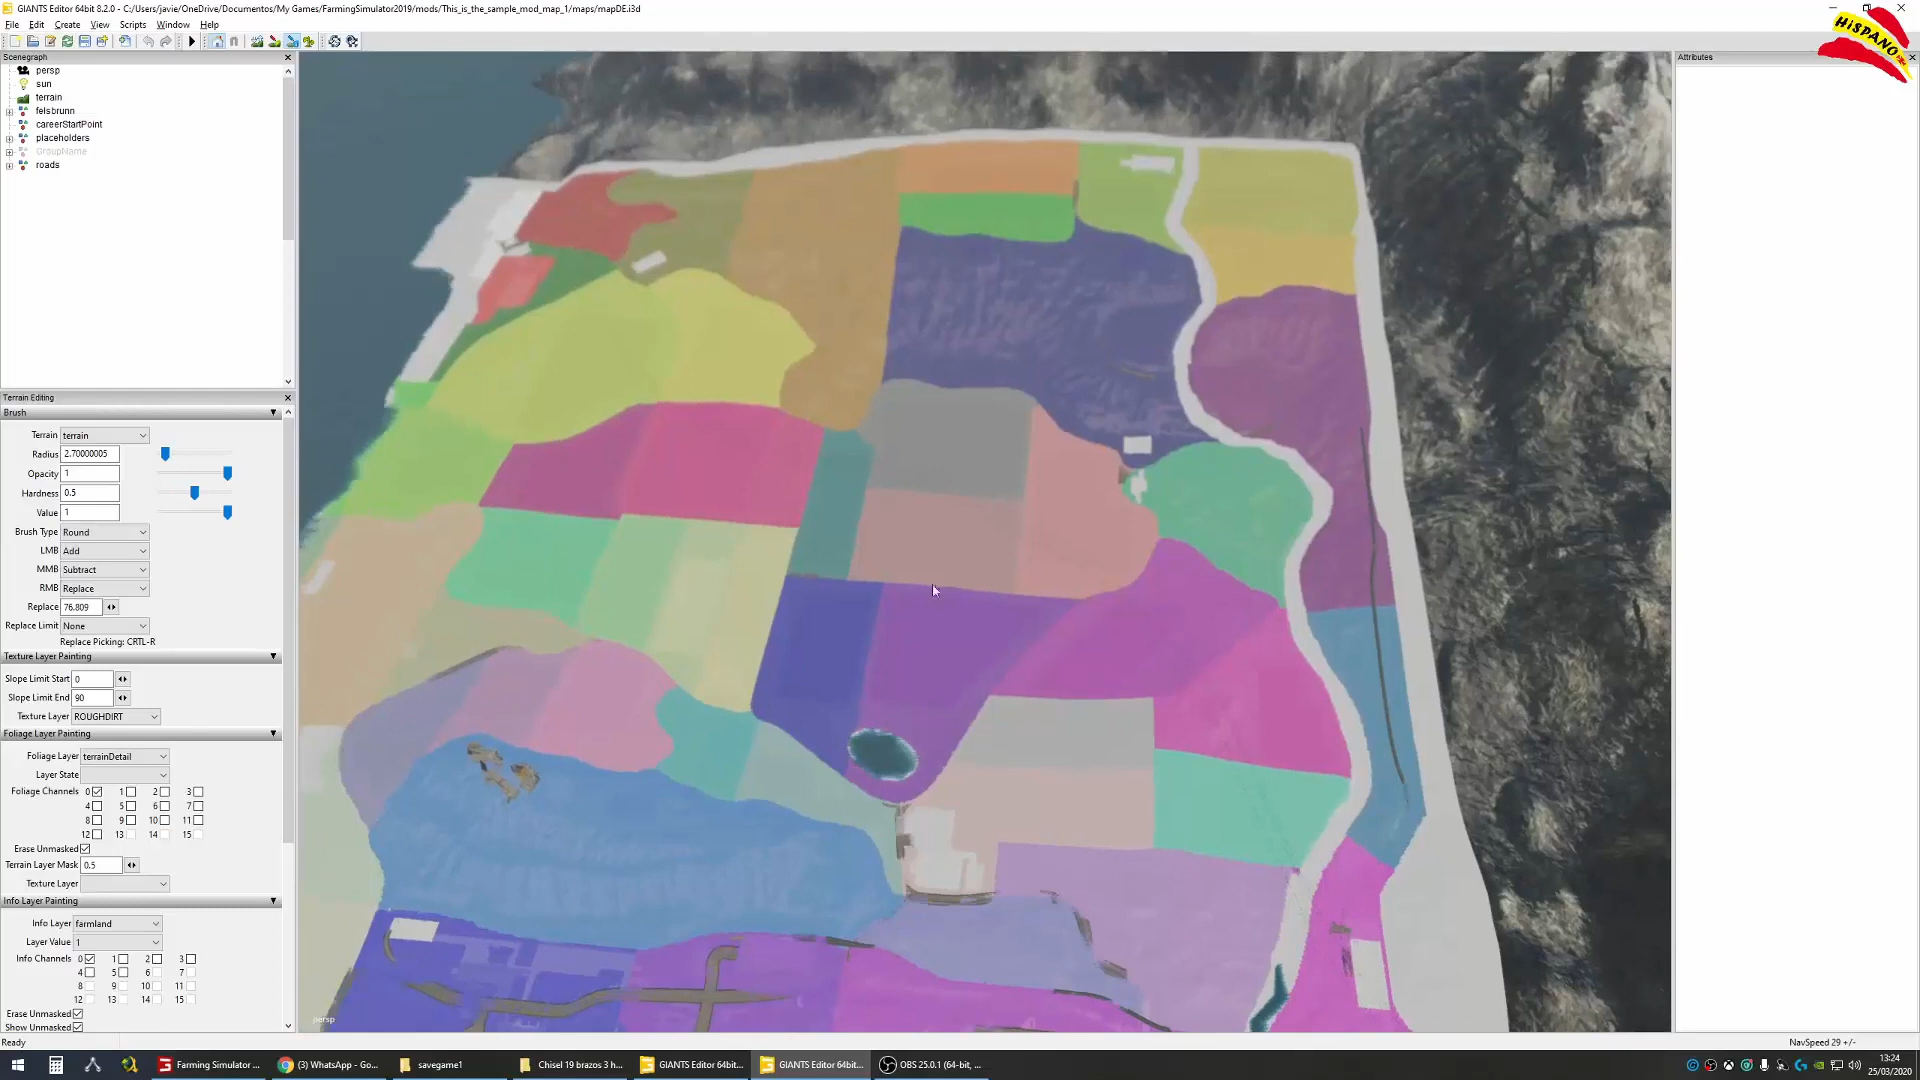 GIANTS Editor 64bit 8.2.0 - C:/Users/javie/OneDrive/Documentos/My Games/FarmingSimulator2019/mods/This_is_the_sample_mod_map_1/maps/mapDE.i3d
File Edit Create View Scripts Window Help
HISPANO
Scenegraph
Attributes
persp
sun
terrain
felsbrunn
careerStartPoint
placeholders
GroupName
roads
Terrain Editing
Brush
Terrain terrain
Radius 2.70000005
Opacity 1
Hardness 0.5
Value 1
Brush Type Round
LMB Add
MMB Subtract
RMB Replace
Replace 76.809
Replace Limit None
Replace Picking: CRTL-R
Texture Layer Painting
Slope Limit Start 0
Slope Limit End 90
Texture Layer ROUGHDIRT
Foliage Layer Painting
Foliage Layer terrainDetail
Layer State
Foliage Channels 0 1 2 3
4 5 6 7
8 9 10 11
12 13 14 15
Erase Unmasked
Terrain Layer Mask 0.5
Texture Layer
Info Layer Painting
Info Layer farmland
Layer Value 1
Info Channels 0 1 2 3
4 5 6 7
8 9 10 11
12 13 14 15
Erase Unmasked
Show Unmasked
persp
Ready
NavSpeed 29 +/-
Farming Simulator ...
(3) WhatsApp - Go...
savegame1
Chisel 19 brazos 3 h...
GIANTS Editor 64bit...
GIANTS Editor 64bit...
OBS 25.0.1 (64-bit, ...
13:24
25/03/2020